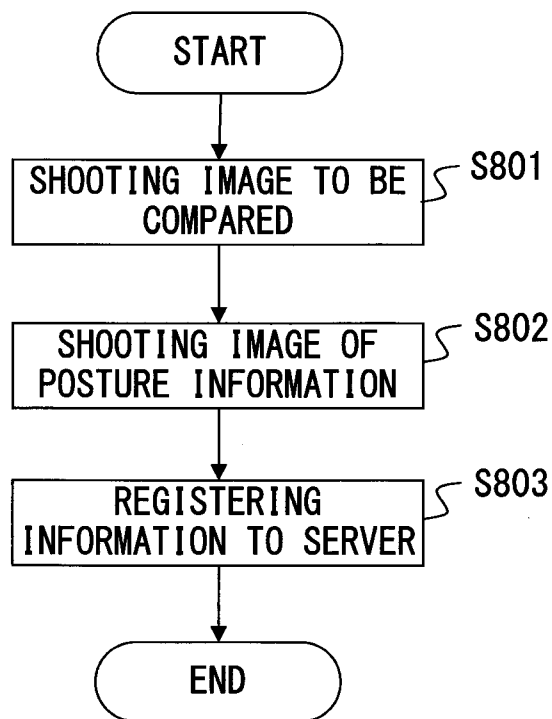 START
SHOOTING IMAGE TO BE
COMPARED
S801
SHOOTING IMAGE OF
POSTURE INFORMATION
S802
REGISTERING
INFORMATION TO SERVER
S803
END